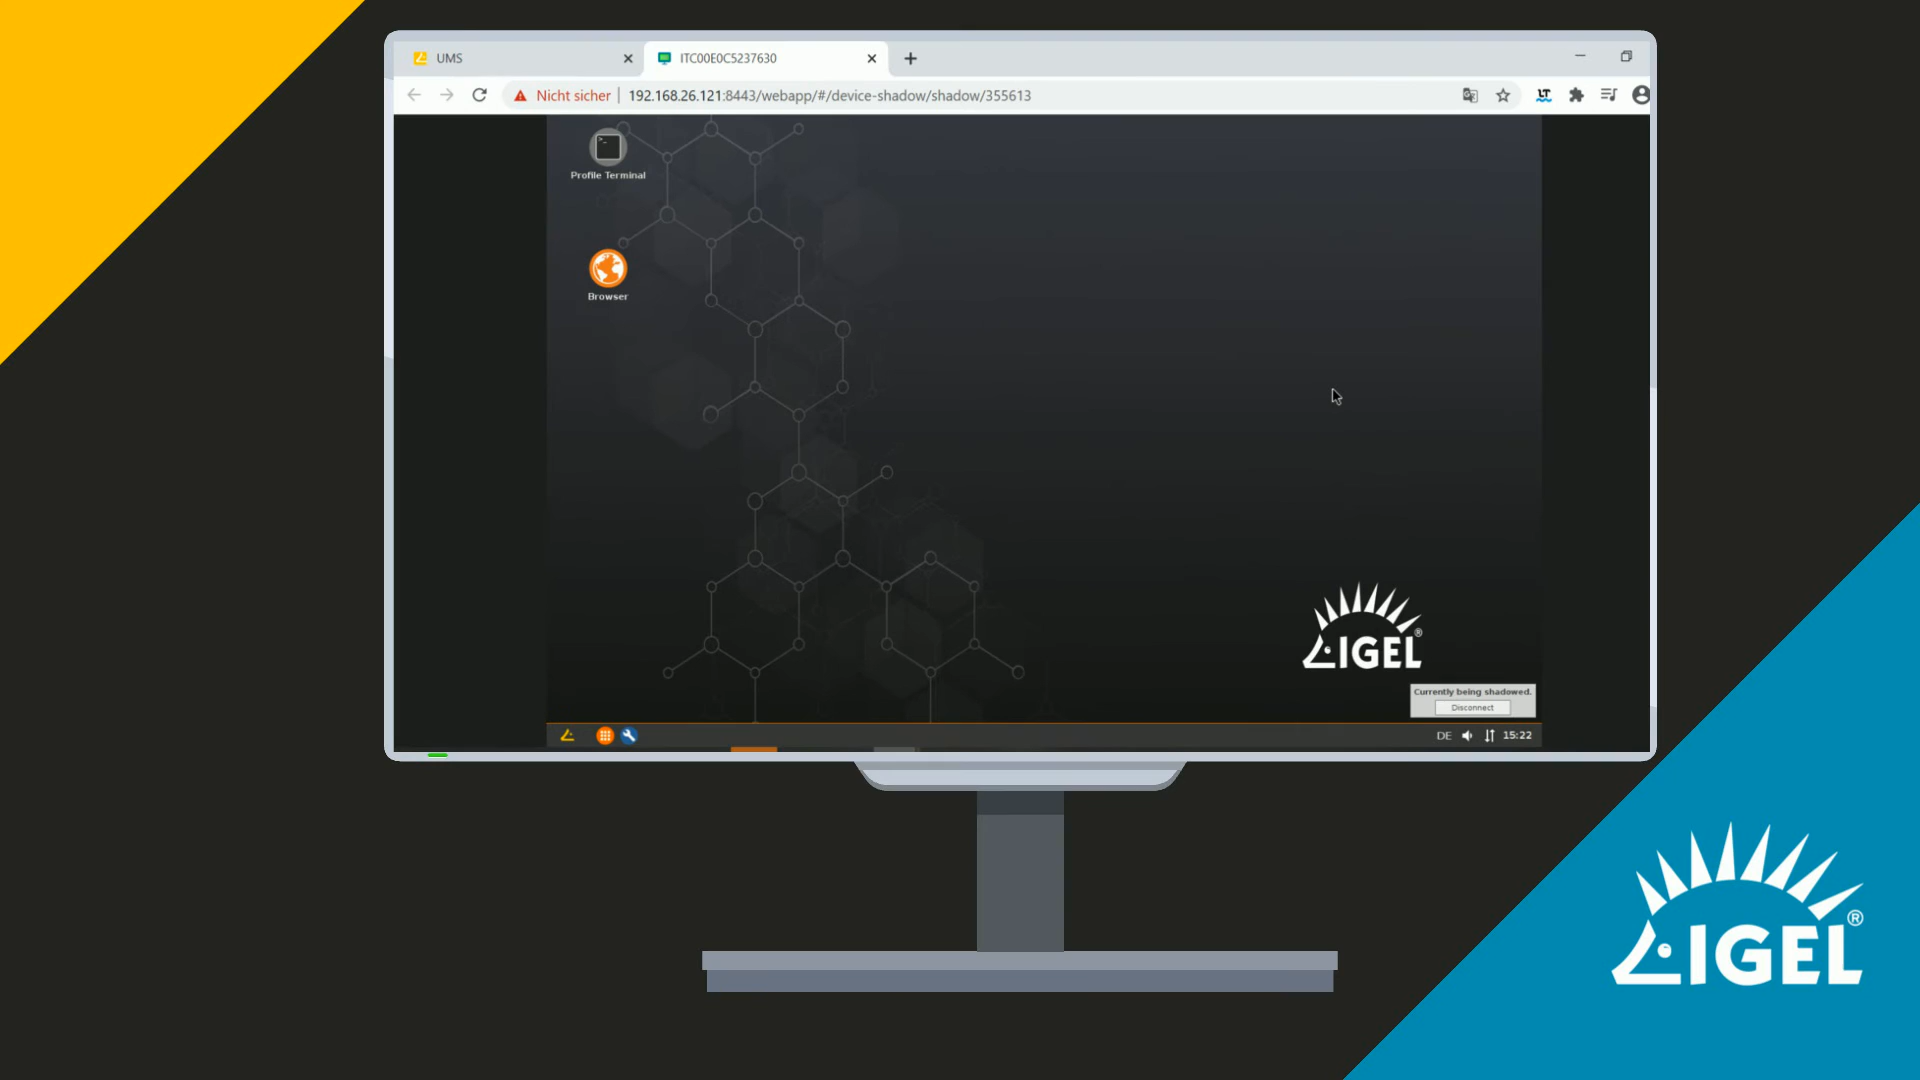 UMS
ITC00E0C5237630
Nicht sicher
192.168.26.121:8443/webapp/#/device-shadow/shadow/355613
LT
Profile Terminal
Browser
IGEL®
Currently being shadowed.
Disconnect
DE
15:22
IGEL®